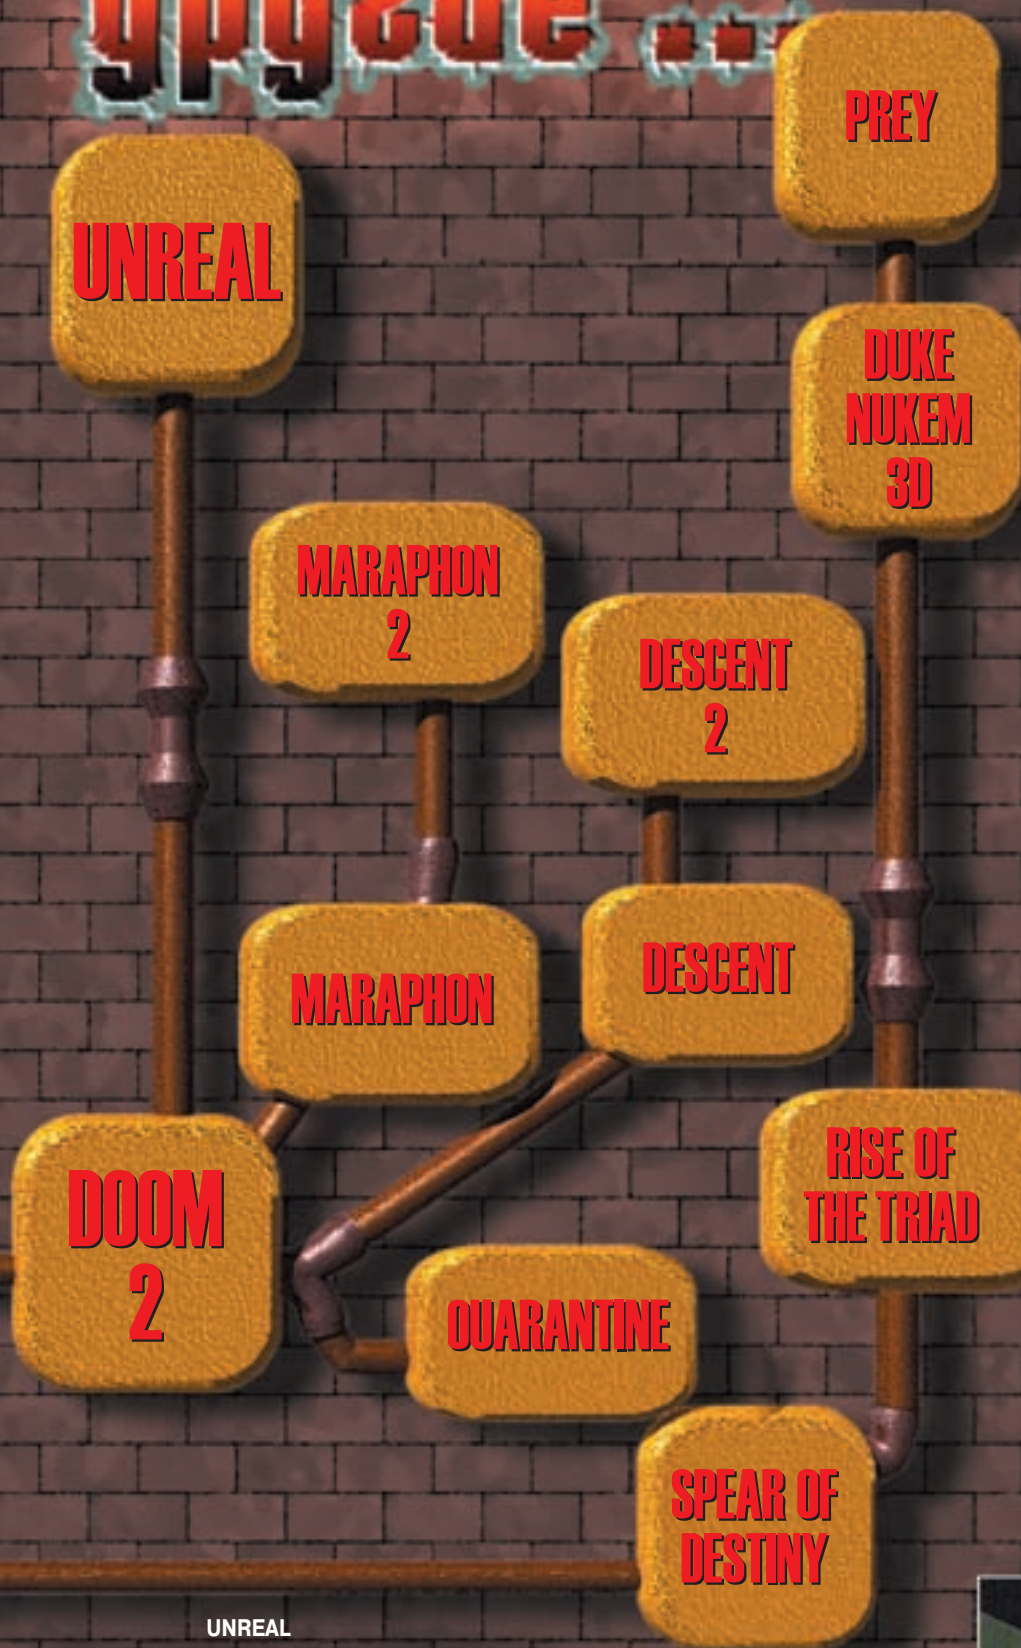 другие ...
PREY
UNREAL
DUKE
NUKEM
3D
MARAPHON
2
DESCENT
2
DESCENT
MARAPHON
RISE OF
THE TRIAD
DOOM
2
QUARANTINE
SPEAR OF
DESTINY
UNREAL